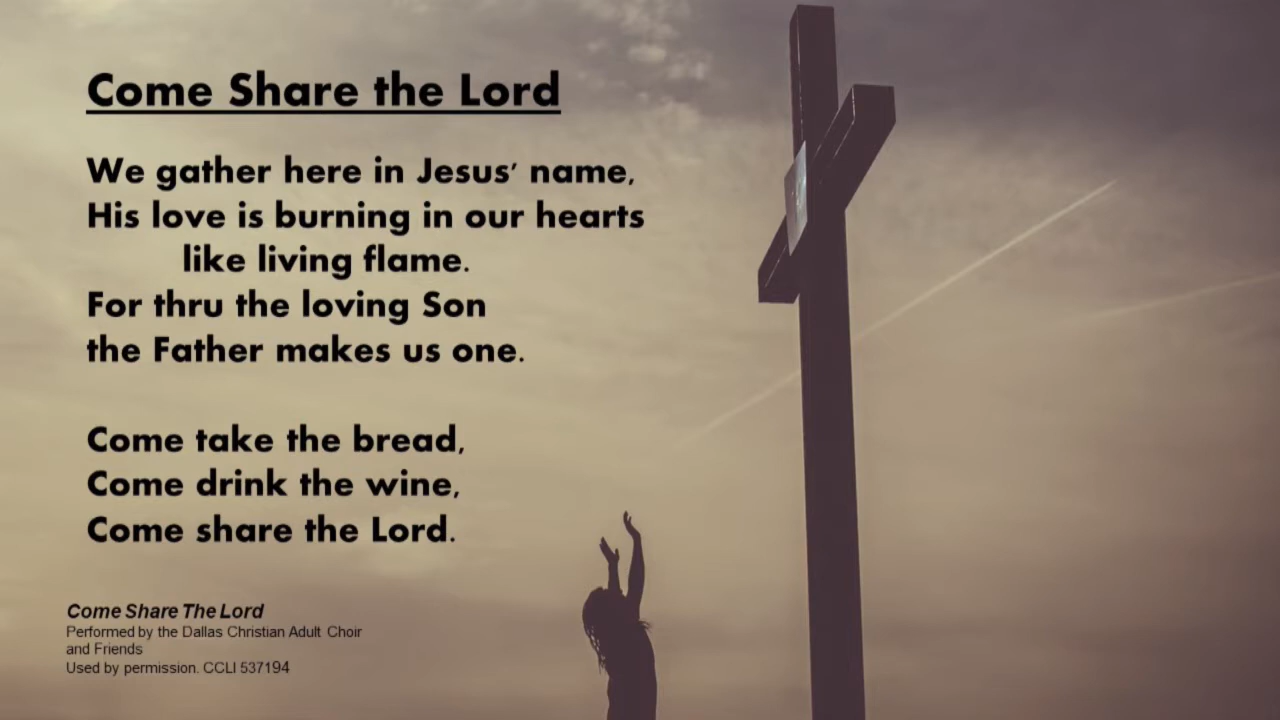 Come Share the Lord
We gather here in Jesus’ name,
His love is burning in our hearts
like living flame.
For thru the loving Son
the Father makes us one.
Come take the bread,
Come drink the wine,
Come share the Lord.
Come Share The Lord
Performed by the Dallas Christian Adult Choir
and Friends
Used by permission. CCLI 537194